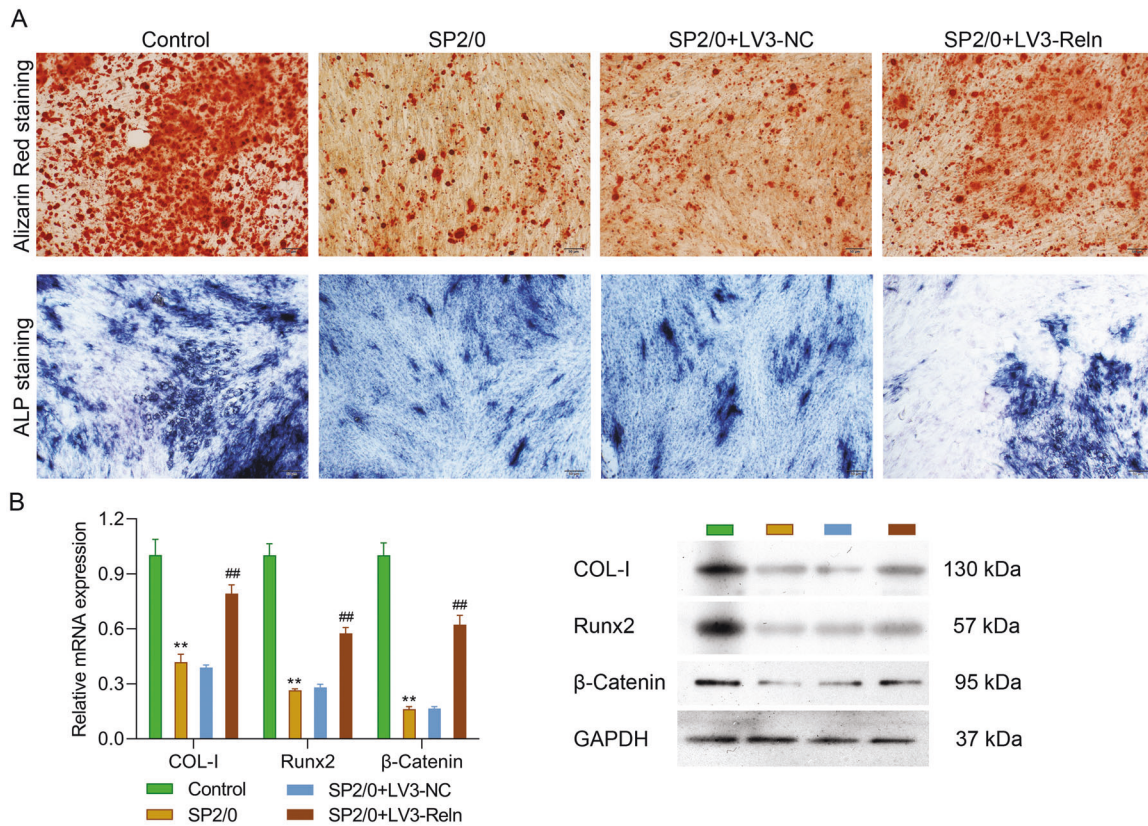 A
Control
SP2/0
SP2/0+LV3-NC
SP2/0+LV3-Reln
Alizarin Red staining
ALP staining
B
Relative mRNA expression
1.2
0.9
0.6
0.3
0.0
**
##
**
##
**
##
COL-I
Runx2
β-Catenin
Control
SP2/0+LV3-NC
SP2/0
SP2/0+LV3-Reln
COL-I
130 kDa
Runx2
57 kDa
β-Catenin
95 kDa
GAPDH
37 kDa